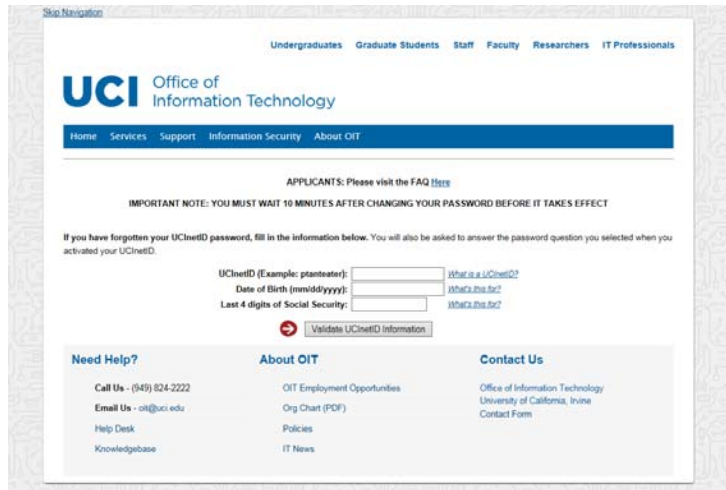 Skip Navigation
Undergraduates Graduate Students Staff Faculty Researchers IT Professionals
UCI Office of
Information Technology
Home Services Support Information Security About OIT
APPLICANTS: Please visit the FAQ Here
IMPORTANT NOTE: YOU MUST WAIT 10 MINUTES AFTER CHANGING YOUR PASSWORD BEFORE IT TAKES EFFECT
If you have forgotten your UCInetID password, fill in the information below. You will also be asked to answer the password question you selected when you
activated your UCInetID.
UCInetID (Example: ptanteater): What is a UCInetID?
Date of Birth (mm/dd/yyyy): What's this for?
Last 4 digits of Social Security: What's this for?
Validate UCInetID Information
Need Help? About OIT Contact Us
Call Us - (949) 824-2222 OIT Employment Opportunities Office of Information Technology
University of California, Irvine
Email Us - oit@uci.edu Org Chart (PDF) Contact Form
Help Desk Policies
Knowledgebase IT News